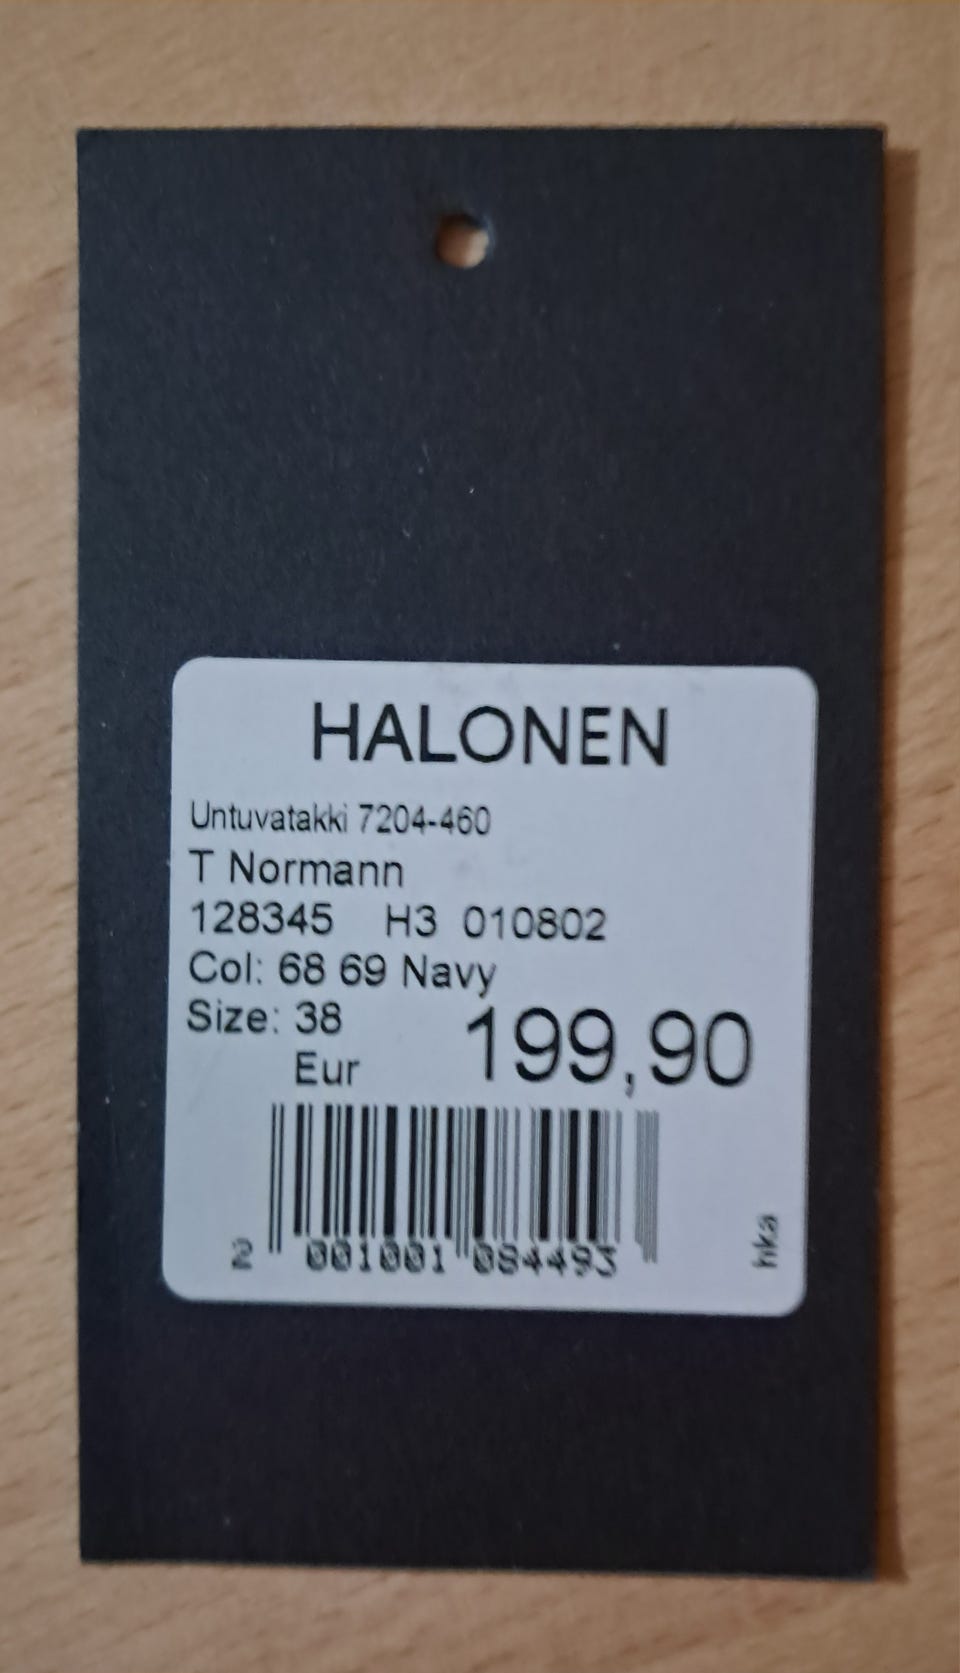 HALONEN
Untuvatakki 7204-460
T Normann
128345 H3 010802
Col: 68 69 Navy
Size: 38
Eur 199,90
2 001001 084493
hka